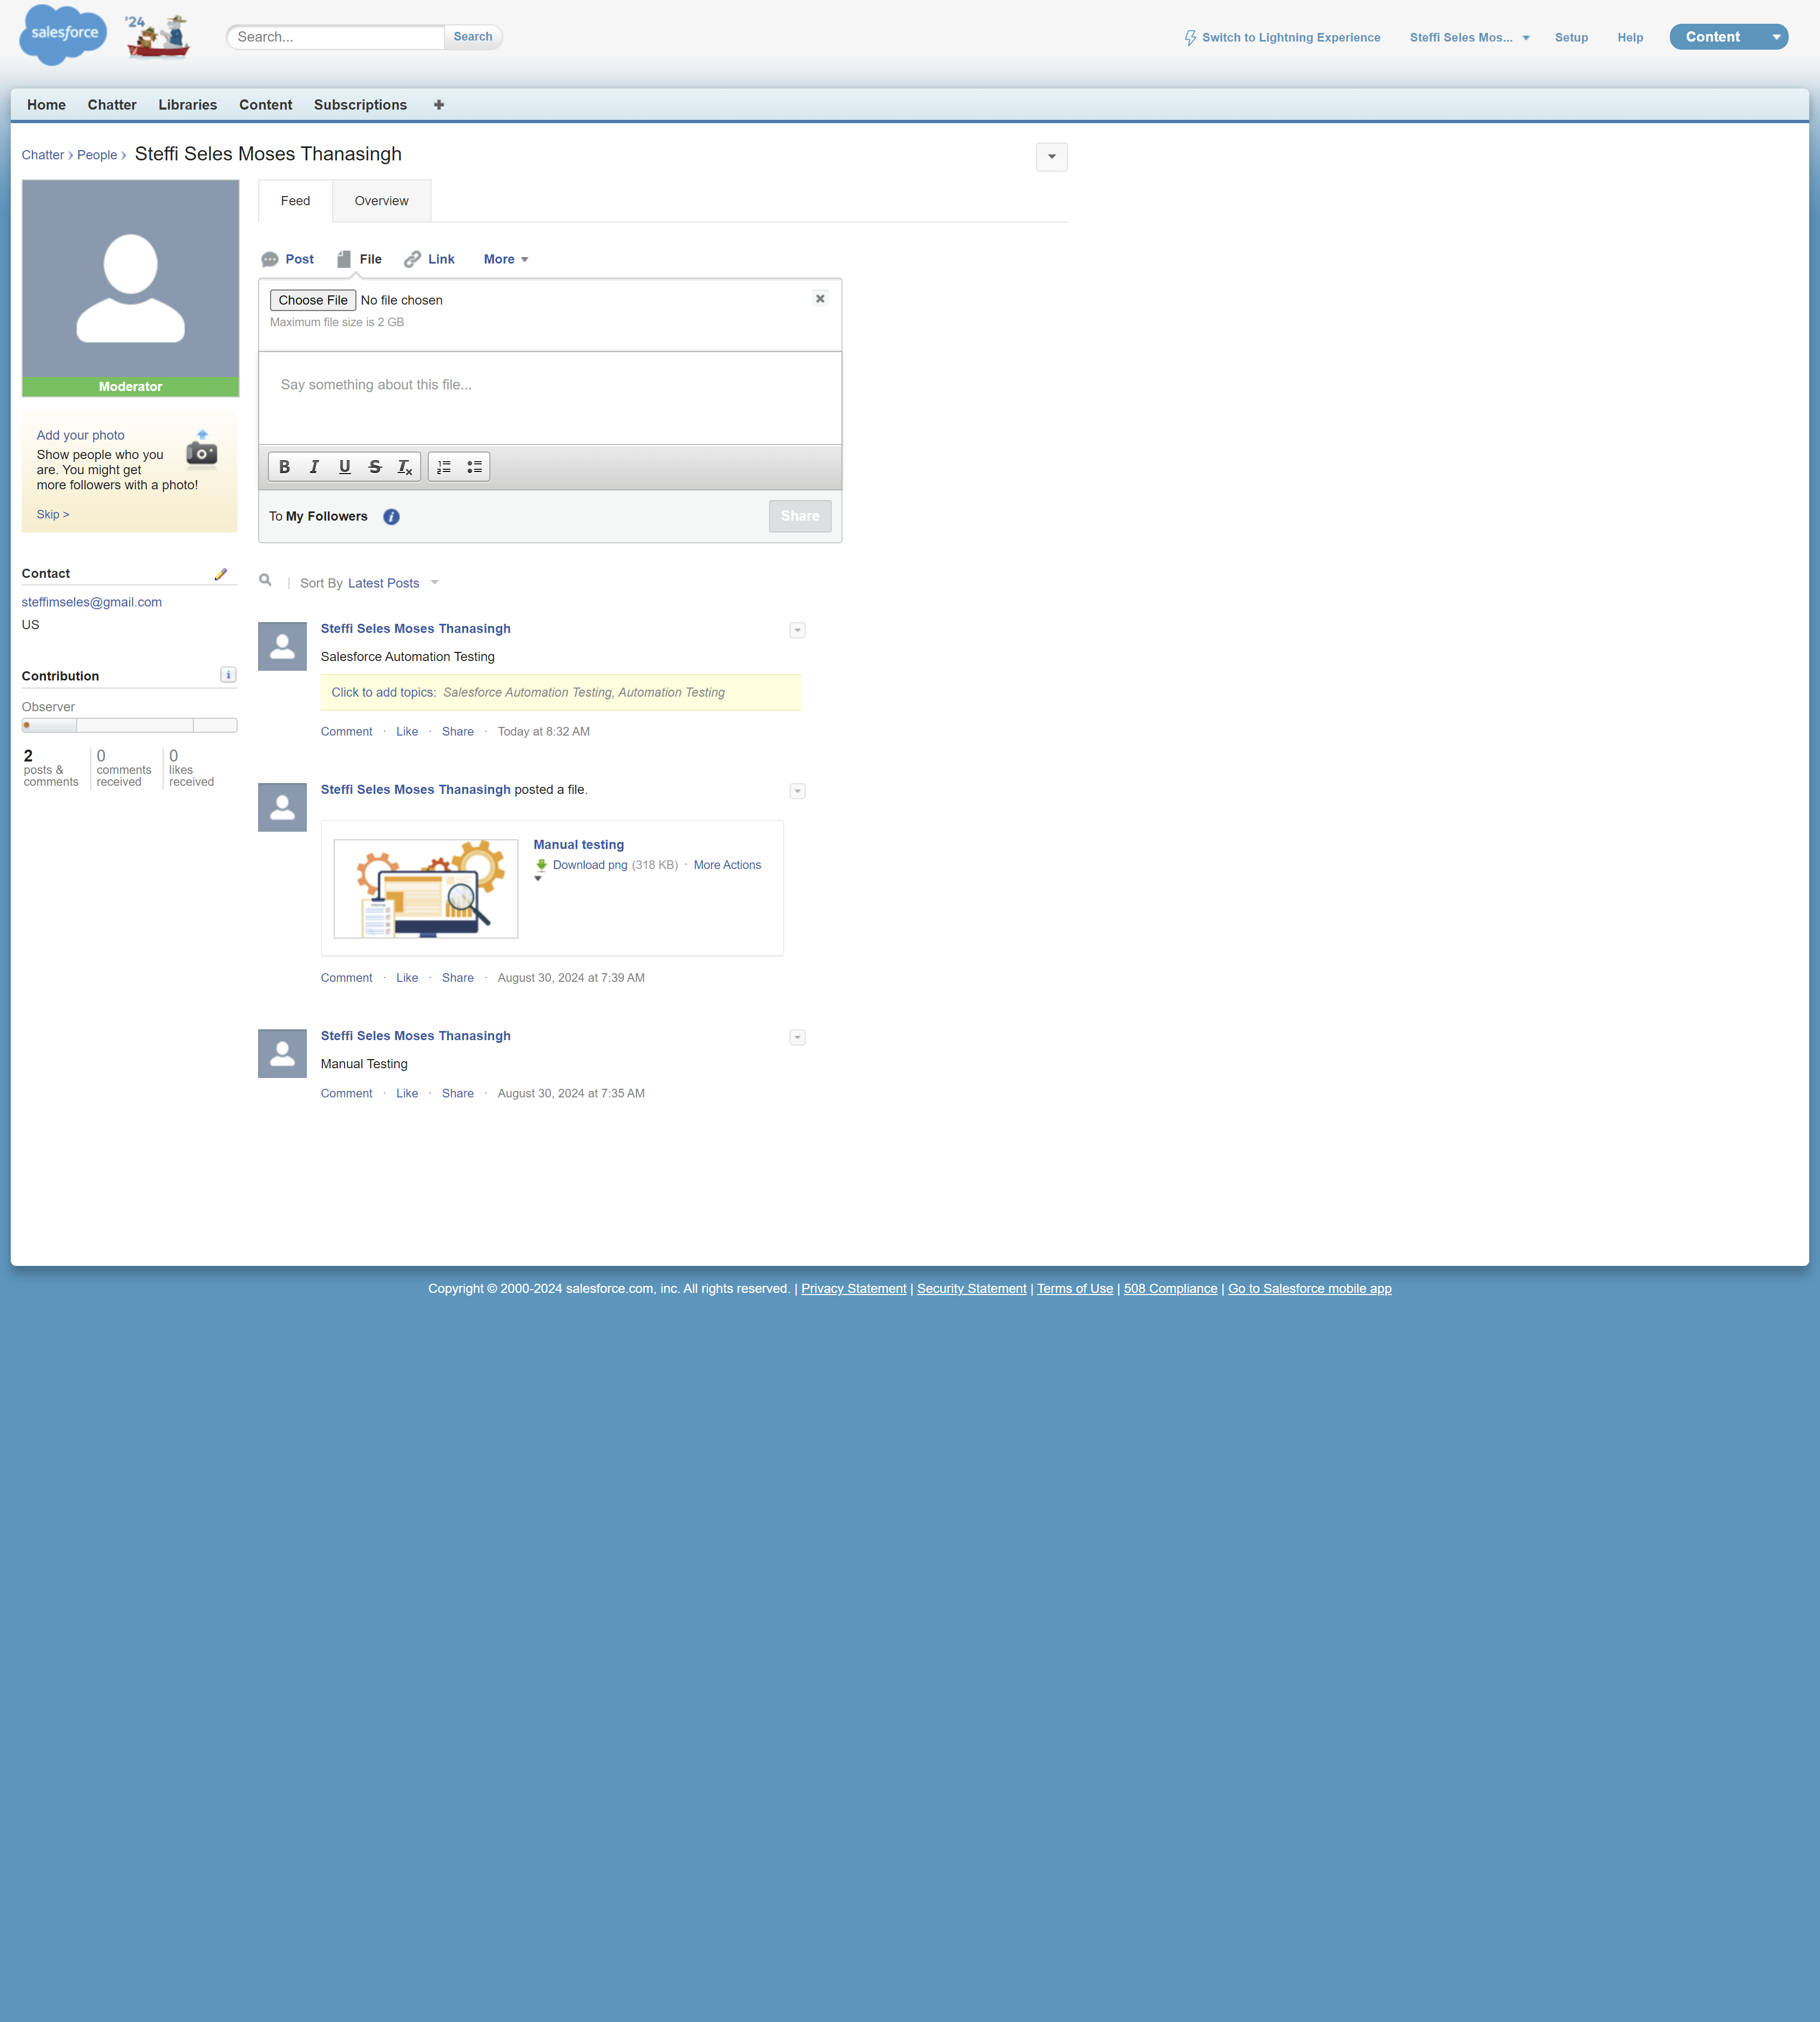 salesforce
'24
Search...
Search
Switch to Lightning Experience
Steffi Seles Mos...
Setup
Help
Content
Home
Chatter
Libraries
Content
Subscriptions
Chatter › People › Steffi Seles Moses Thanasingh
Moderator
Add your photo
Show people who you
are. You might get
more followers with a photo!
Skip >
Contact
steffimseles@gmail.com
US
Contribution
Observer
2
posts &
comments
0
comments
received
0
likes
received
Feed
Overview
Post
File
Link
More
Choose File No file chosen
Maximum file size is 2 GB
Say something about this file...
To My Followers
Share
Sort By Latest Posts
Steffi Seles Moses Thanasingh
Salesforce Automation Testing
Click to add topics: Salesforce Automation Testing, Automation Testing
Comment · Like · Share · Today at 8:32 AM
Steffi Seles Moses Thanasingh posted a file.
Manual testing
Download png (318 KB) · More Actions
Comment · Like · Share · August 30, 2024 at 7:39 AM
Steffi Seles Moses Thanasingh
Manual Testing
Comment · Like · Share · August 30, 2024 at 7:35 AM
Copyright © 2000-2024 salesforce.com, inc. All rights reserved. | Privacy Statement | Security Statement | Terms of Use | 508 Compliance | Go to Salesforce mobile app